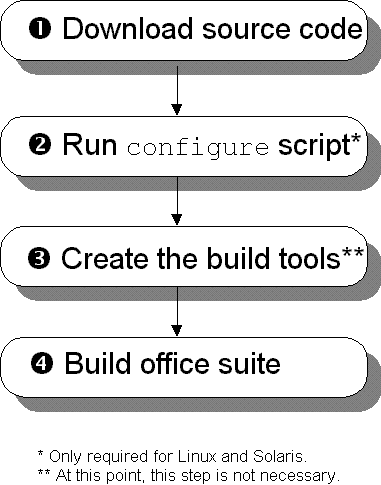 ❶ Download source code
❷ Run configure script*
❸ Create the build tools**
❹ Build office suite
* Only required for Linux and Solaris.
** At this point, this step is not necessary.